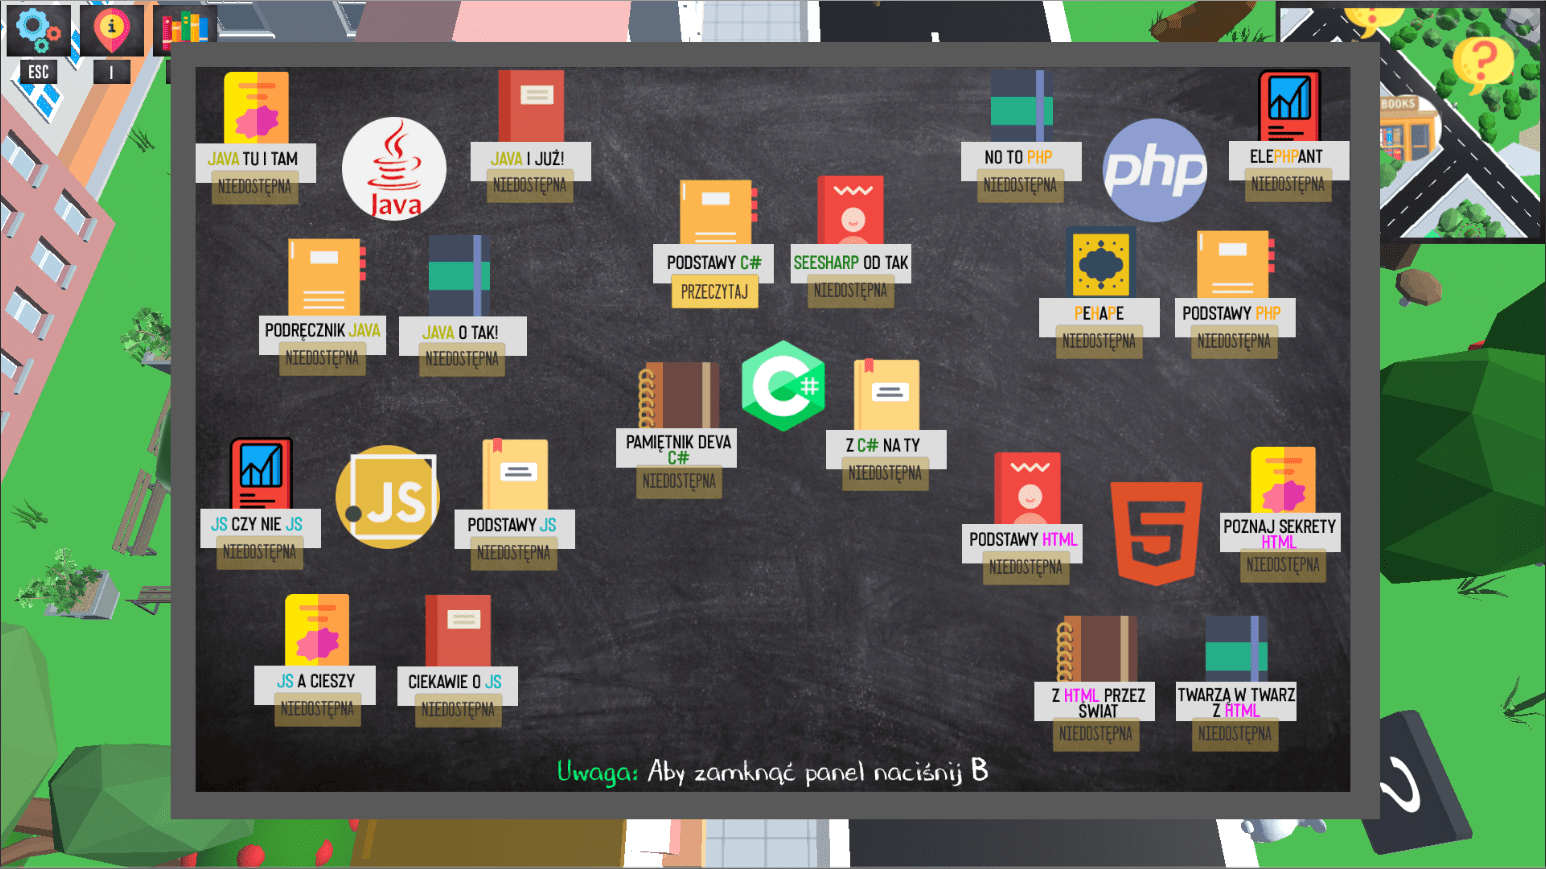 ESC
I
BOOKS
?
?
JAVA TU I TAM
NIEDOSTĘPNA
Java
JAVA I JUŻ!
NIEDOSTĘPNA
NO TO PHP
NIEDOSTĘPNA
php
ELEPHPANT
NIEDOSTĘPNA
PODSTAWY C#
PRZECZYTAJ
SEESHARP OD TAK
NIEDOSTĘPNA
PODRĘCZNIK JAVA
NIEDOSTĘPNA
JAVA O TAK!
NIEDOSTĘPNA
PEHAPE
NIEDOSTĘPNA
PODSTAWY PHP
NIEDOSTĘPNA
PAMIĘTNIK DEVA
C#
NIEDOSTĘPNA
C#
Z C# NA TY
NIEDOSTĘPNA
JS CZY NIE JS
NIEDOSTĘPNA
JS
PODSTAWY JS
NIEDOSTĘPNA
PODSTAWY HTML
NIEDOSTĘPNA
5
POZNAJ SEKRETY
HTML
NIEDOSTĘPNA
JS A CIESZY
NIEDOSTĘPNA
CIEKAWIE O JS
NIEDOSTĘPNA
Z HTML PRZEZ
ŚWIAT
NIEDOSTĘPNA
TWARZĄ W TWARZ
Z HTML
NIEDOSTĘPNA
Uwaga: Aby zamknąć panel naciśnij B